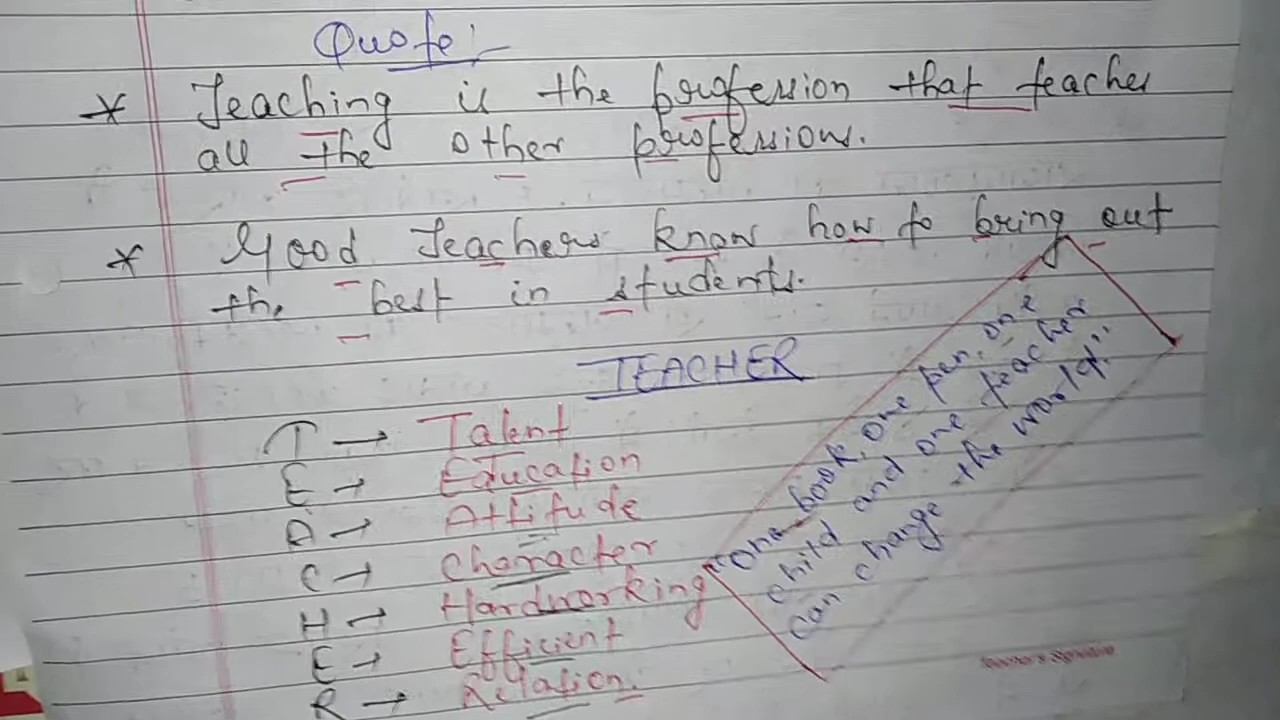 Quote:-
* Teaching is the profession that teaches
all the other professions.
* Good Teachers know how to bring out
the best in students.
TEACHER
T → Talent
E → Education
A → Attitude
C → Character
H → Hardworking
E → Efficient
R → Relation.
"One book, one pen, one
child and one teacher
can change the world."
Teacher's Signature